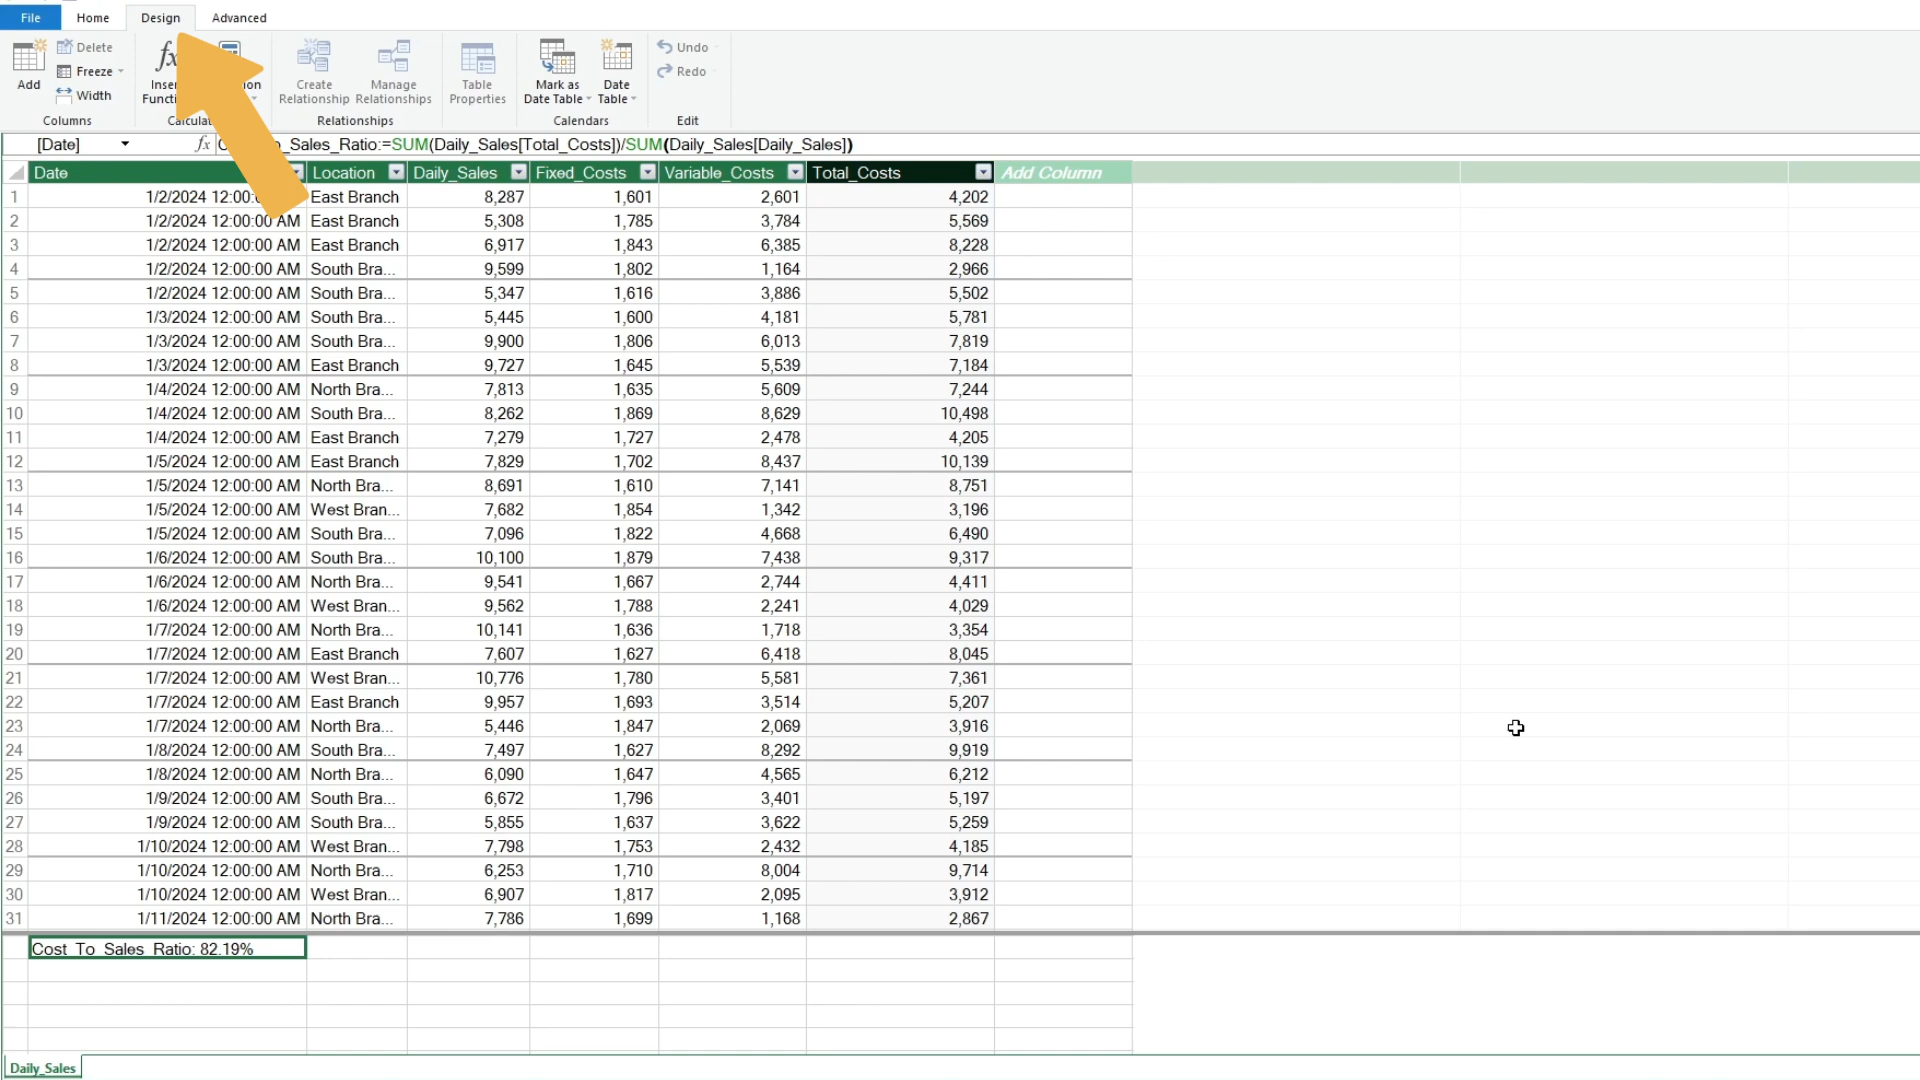 File Home Design Advanced
Add
Delete
Freeze
Width
Columns
Create Relationship
Manage Relationships
Relationships
Table Properties
Mark as Date Table
Date Table
Calendars
Undo
Redo
Edit
[Date] fx _Sales_Ratio:=SUM(Daily_Sales[Total_Costs])/SUM(Daily_Sales[Daily_Sales])
Date Location Daily_Sales Fixed_Costs Variable_Costs Total_Costs Add Column
1 1/2/2024 12:00: East Branch 8,287 1,601 2,601 4,202
2 1/2/2024 12:00:00 AM East Branch 5,308 1,785 3,784 5,569
3 1/2/2024 12:00:00 AM East Branch 6,917 1,843 6,385 8,228
4 1/2/2024 12:00:00 AM South Bra... 9,599 1,802 1,164 2,966
5 1/2/2024 12:00:00 AM South Bra... 5,347 1,616 3,886 5,502
6 1/3/2024 12:00:00 AM South Bra... 5,445 1,600 4,181 5,781
7 1/3/2024 12:00:00 AM South Bra... 9,900 1,806 6,013 7,819
8 1/3/2024 12:00:00 AM East Branch 9,727 1,645 5,539 7,184
9 1/4/2024 12:00:00 AM North Bra... 7,813 1,635 5,609 7,244
10 1/4/2024 12:00:00 AM South Bra... 8,262 1,869 8,629 10,498
11 1/4/2024 12:00:00 AM East Branch 7,279 1,727 2,478 4,205
12 1/5/2024 12:00:00 AM East Branch 7,829 1,702 8,437 10,139
13 1/5/2024 12:00:00 AM North Bra... 8,691 1,610 7,141 8,751
14 1/5/2024 12:00:00 AM West Bran... 7,682 1,854 1,342 3,196
15 1/5/2024 12:00:00 AM South Bra... 7,096 1,822 4,668 6,490
16 1/6/2024 12:00:00 AM South Bra... 10,100 1,879 7,438 9,317
17 1/6/2024 12:00:00 AM North Bra... 9,541 1,667 2,744 4,411
18 1/6/2024 12:00:00 AM West Bran... 9,562 1,788 2,241 4,029
19 1/7/2024 12:00:00 AM North Bra... 10,141 1,636 1,718 3,354
20 1/7/2024 12:00:00 AM East Branch 7,607 1,627 6,418 8,045
21 1/7/2024 12:00:00 AM West Bran... 10,776 1,780 5,581 7,361
22 1/7/2024 12:00:00 AM East Branch 9,957 1,693 3,514 5,207
23 1/7/2024 12:00:00 AM North Bra... 5,446 1,847 2,069 3,916
24 1/8/2024 12:00:00 AM South Bra... 7,497 1,627 8,292 9,919
25 1/8/2024 12:00:00 AM North Bra... 6,090 1,647 4,565 6,212
26 1/9/2024 12:00:00 AM South Bra... 6,672 1,796 3,401 5,197
27 1/9/2024 12:00:00 AM South Bra... 5,855 1,637 3,622 5,259
28 1/10/2024 12:00:00 AM West Bran... 7,798 1,753 2,432 4,185
29 1/10/2024 12:00:00 AM North Bra... 6,253 1,710 8,004 9,714
30 1/10/2024 12:00:00 AM West Bran... 6,907 1,817 2,095 3,912
31 1/11/2024 12:00:00 AM North Bra... 7,786 1,699 1,168 2,867
Cost_To_Sales_Ratio: 82.19%
Daily_Sales